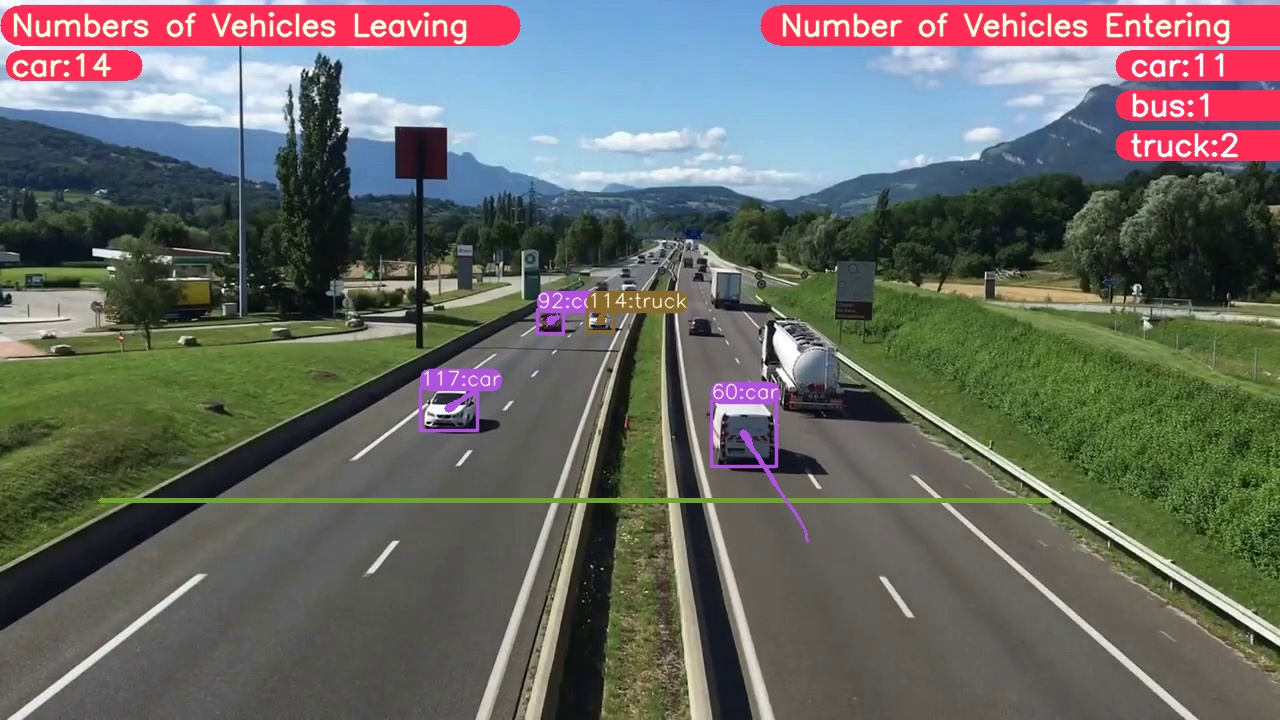 Numbers of Vehicles Leaving
car:14
Number of Vehicles Entering
car:11
bus:1
truck:2
92:c
114:truck
117:car
60:car